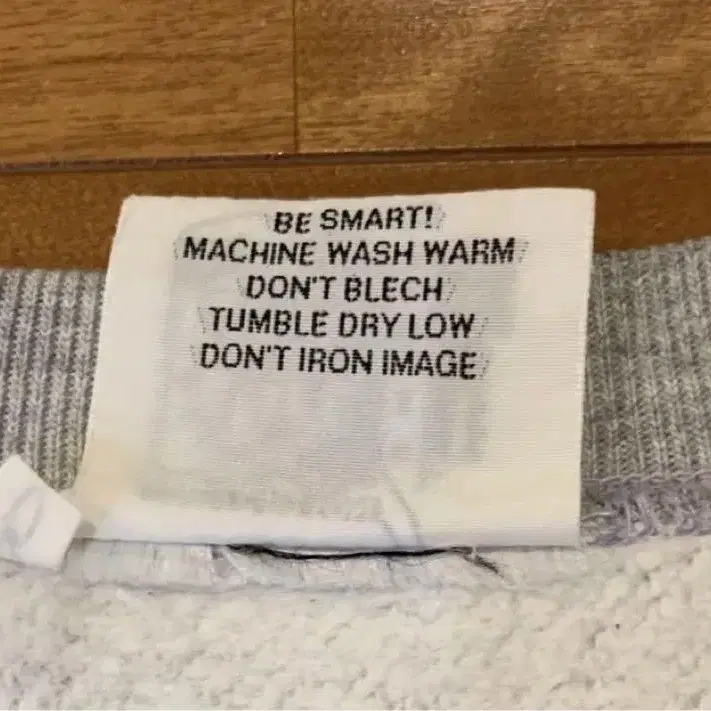 BE SMART!
MACHINE WASH WARM
DON'T BLECH
TUMBLE DRY LOW
DON'T IRON IMAGE